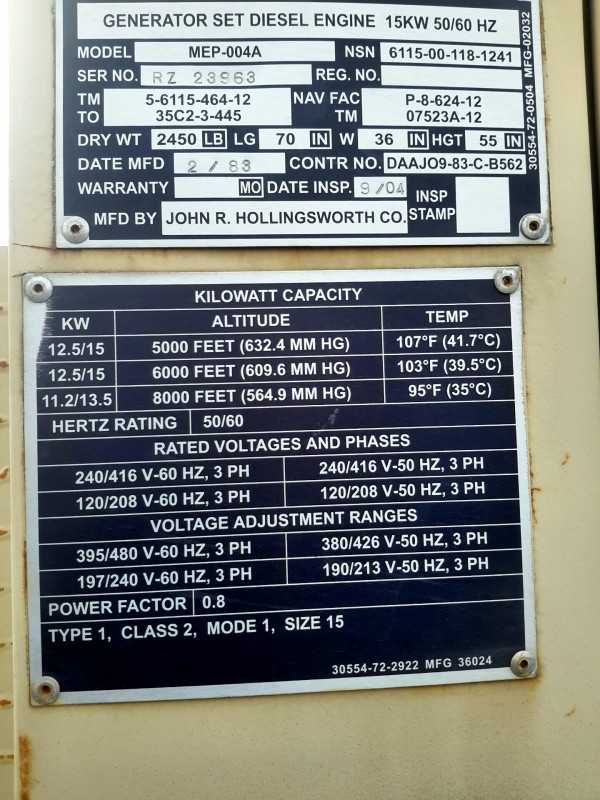 GENERATOR SET DIESEL ENGINE 15KW 50/60 HZ
MODEL MEP-004A NSN 6115-00-118-1241
SER NO. RZ 23963 REG. NO.
TM 5-6115-464-12 NAV FAC P-8-624-12
TO 35C2-3-445 TM 07523A-12
DRY WT 2450 LB LG 70 IN W 36 IN HGT 55 IN
DATE MFD 2/83 CONTR NO. DAAJO9-83-C-B562
WARRANTY MO DATE INSP. 9/04 INSP STAMP
MFD BY JOHN R. HOLLINGSWORTH CO.
30554-72-0504 MFG-02032
KILOWATT CAPACITY
KW ALTITUDE TEMP
12.5/15 5000 FEET (632.4 MM HG) 107°F (41.7°C)
12.5/15 6000 FEET (609.6 MM HG) 103°F (39.5°C)
11.2/13.5 8000 FEET (564.9 MM HG) 95°F (35°C)
HERTZ RATING 50/60
RATED VOLTAGES AND PHASES
240/416 V-60 HZ, 3 PH 240/416 V-50 HZ, 3 PH
120/208 V-60 HZ, 3 PH 120/208 V-50 HZ, 3 PH
VOLTAGE ADJUSTMENT RANGES
395/480 V-60 HZ, 3 PH 380/426 V-50 HZ, 3 PH
197/240 V-60 HZ, 3 PH 190/213 V-50 HZ, 3 PH
POWER FACTOR 0.8
TYPE 1, CLASS 2, MODE 1, SIZE 15
30554-72-2922 MFG 36024